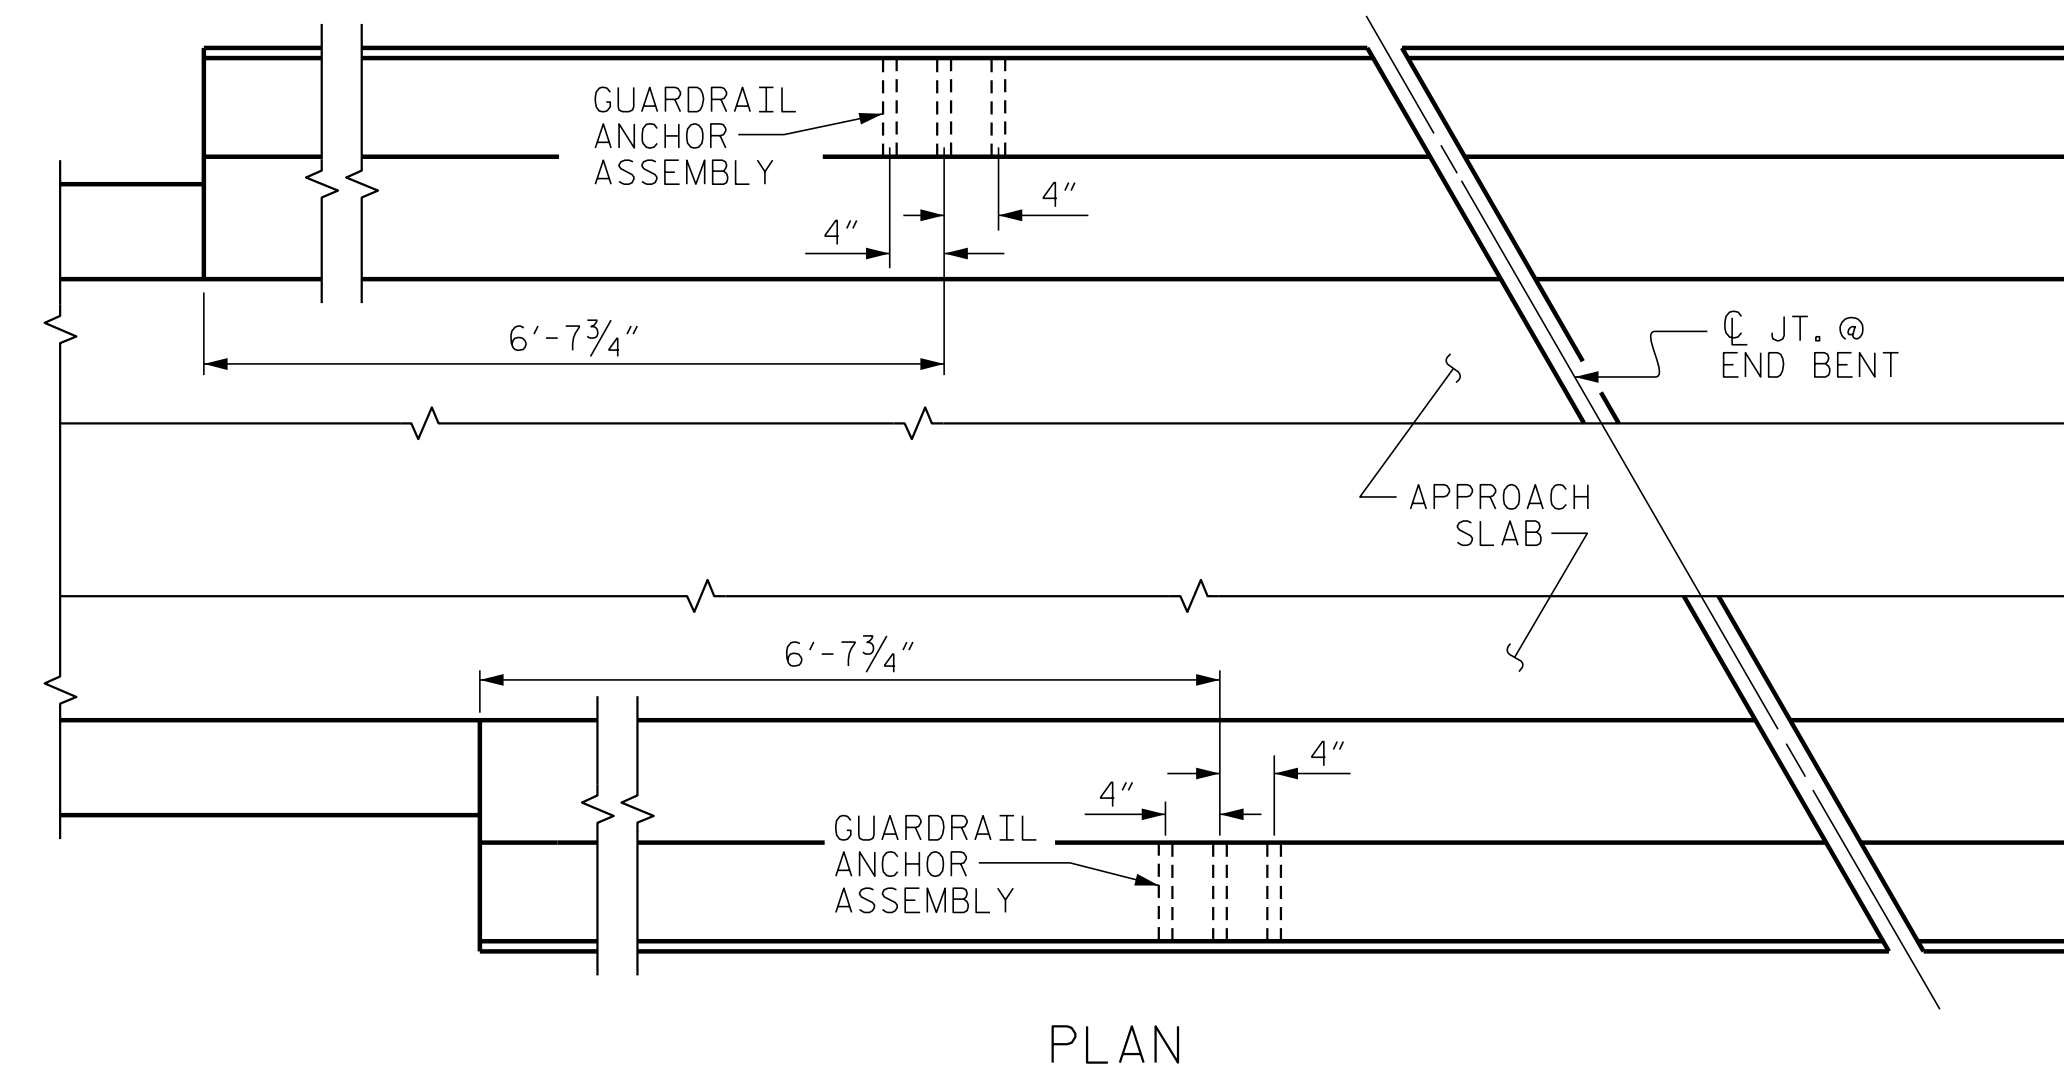 GUARDRAIL
ANCHOR
ASSEMBLY
4″
4″
6′-7¾″
℄ JT. @
END BENT
APPROACH
SLAB
6′-7¾″
4″
4″
GUARDRAIL
ANCHOR
ASSEMBLY
PLAN